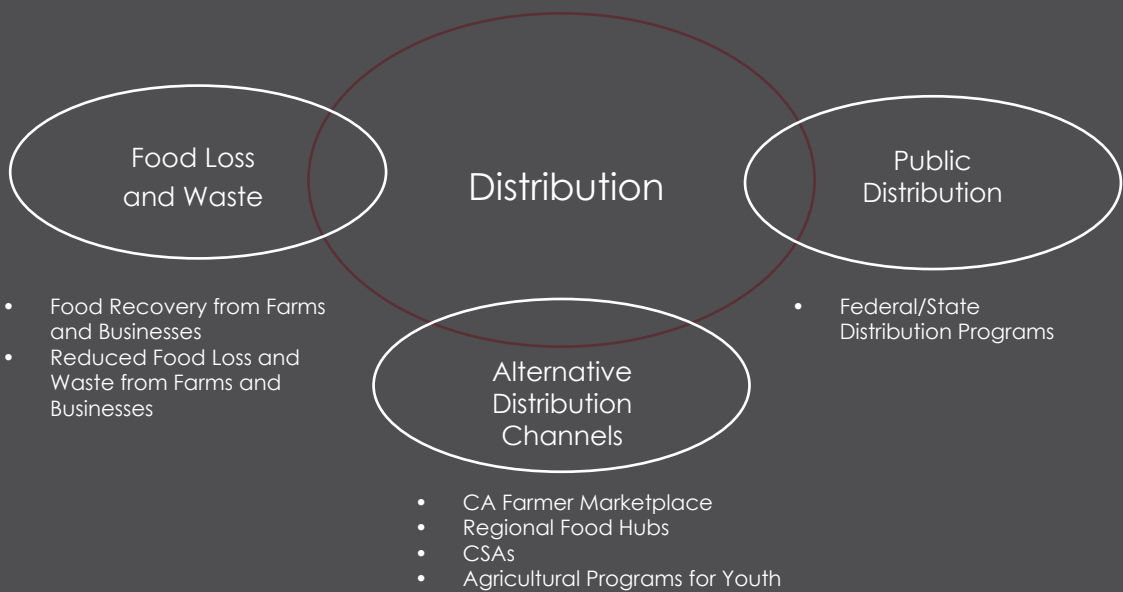 Food Loss
and Waste
Distribution
Public
Distribution
• Food Recovery from Farms
and Businesses
• Reduced Food Loss and
Waste from Farms and
Businesses
Alternative
Distribution
Channels
• Federal/State
Distribution Programs
• CA Farmer Marketplace
• Regional Food Hubs
• CSAs
• Agricultural Programs for Youth